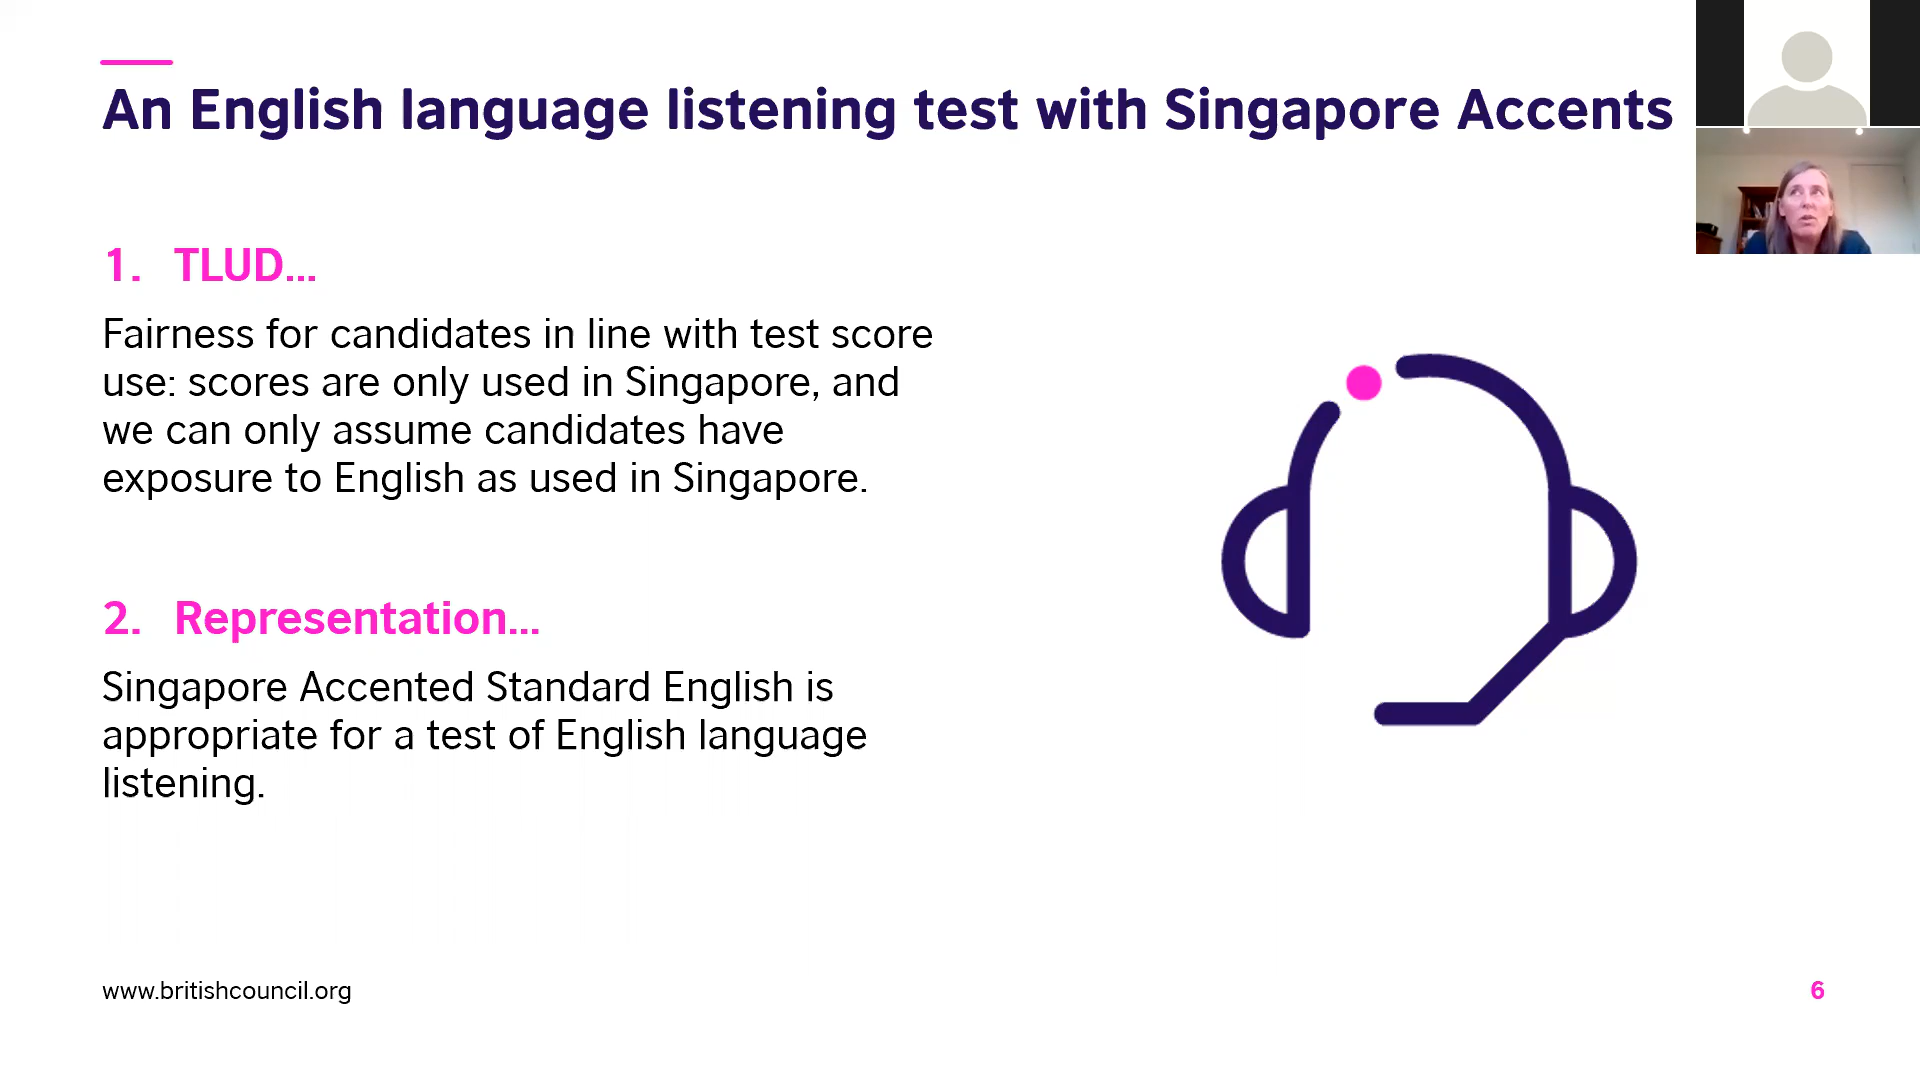 An English language listening test with Singapore Accents
1. TLUD...
Fairness for candidates in line with test score
use: scores are only used in Singapore, and
we can only assume candidates have
exposure to English as used in Singapore.
2. Representation...
Singapore Accented Standard English is
appropriate for a test of English language
listening.
www.britishcouncil.org
6